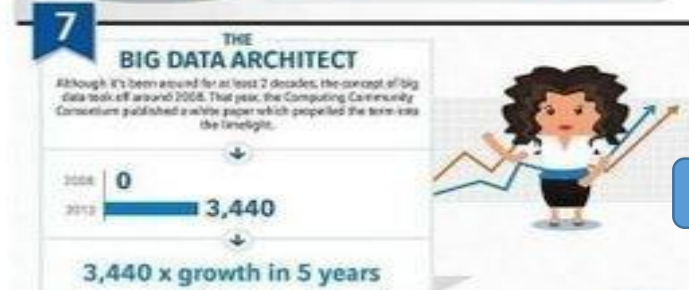 7
THE
BIG DATA ARCHITECT
Although it's been around for at least 2 decades, the concept of big
data took off around 2008. That year, the Computing Community
Consortium published a white paper which propelled the term into
the limelight.
2008 0
2013 3,440
3,440 x growth in 5 years